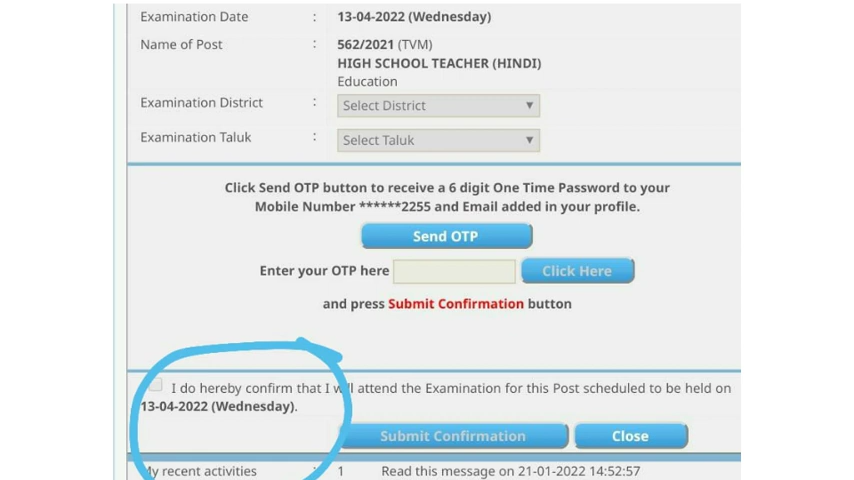 Examination Date : 13-04-2022 (Wednesday)
Name of Post : 562/2021 (TVM)
HIGH SCHOOL TEACHER (HINDI)
Education
Examination District : Select District ▼
Examination Taluk : Select Taluk ▼
Click Send OTP button to receive a 6 digit One Time Password to your
Mobile Number ******2255 and Email added in your profile.
Send OTP
Enter your OTP here Click Here
and press Submit Confirmation button
I do hereby confirm that I will attend the Examination for this Post scheduled to be held on
13-04-2022 (Wednesday).
Submit Confirmation Close
My recent activities : 1 Read this message on 21-01-2022 14:52:57